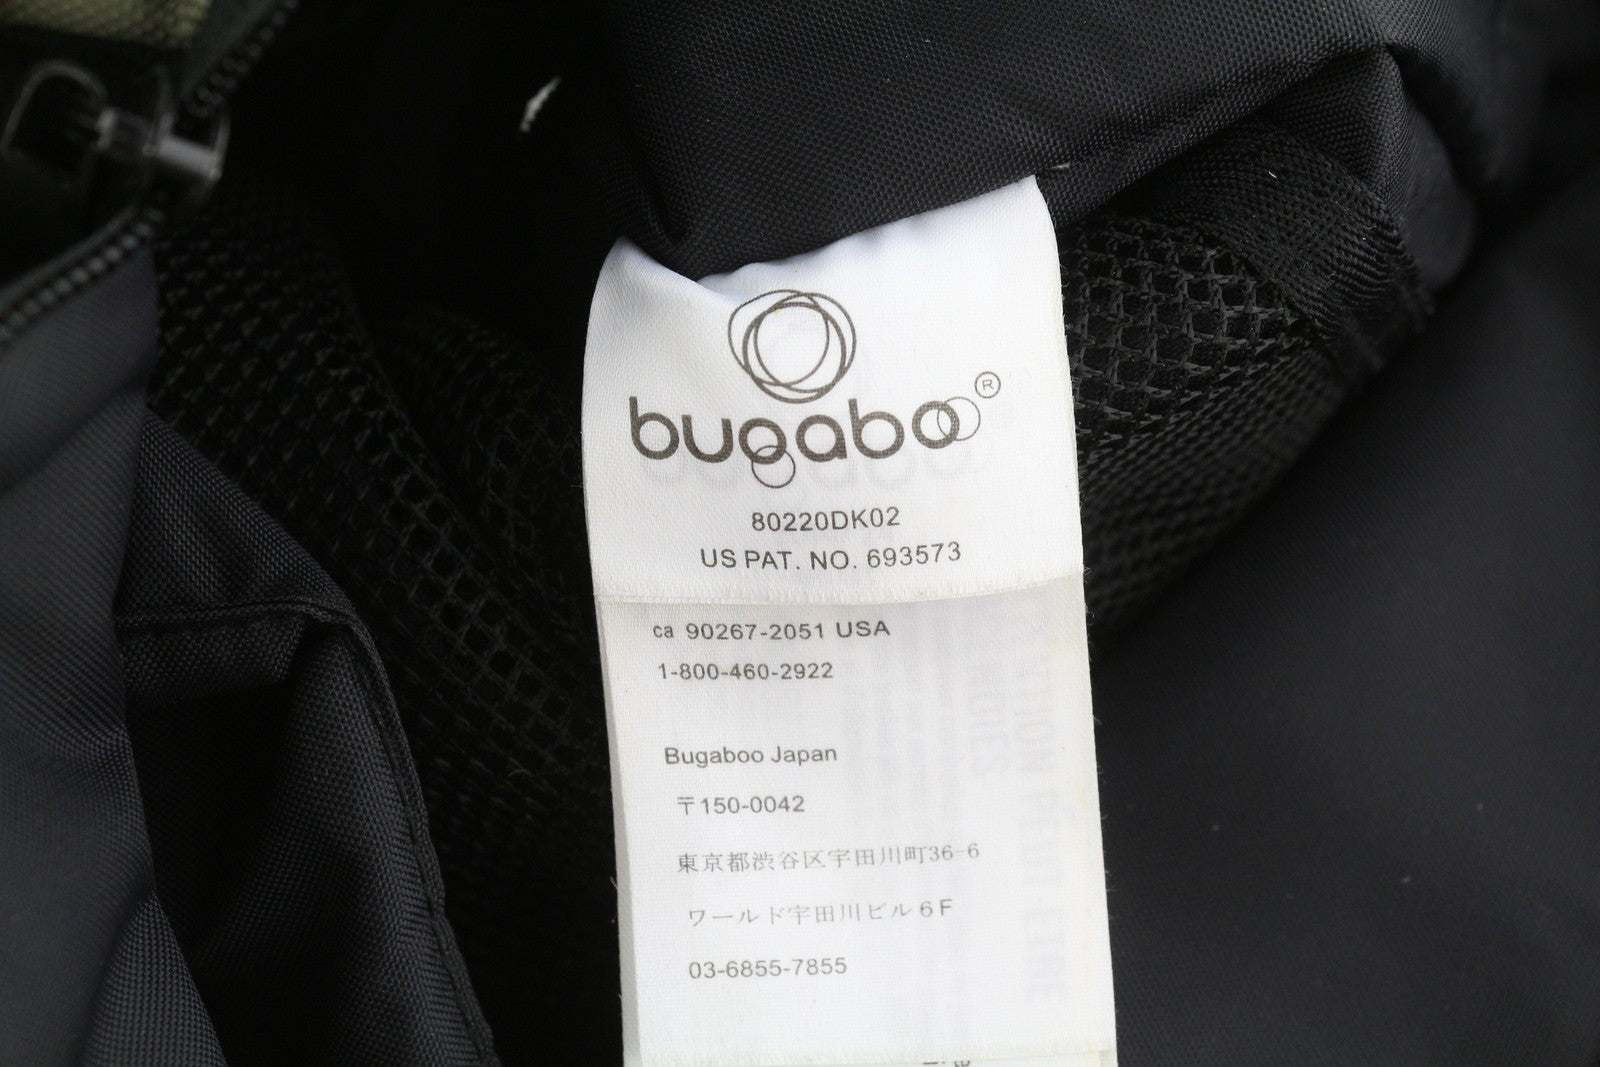 bugaboo®
80220DK02
US PAT. NO. 693573
ca 90267-2051 USA
1-800-460-2922
Bugaboo Japan
〒150-0042
東京都渋谷区宇田川町36-6
ワールド宇田川ビル６F
03-6855-7855